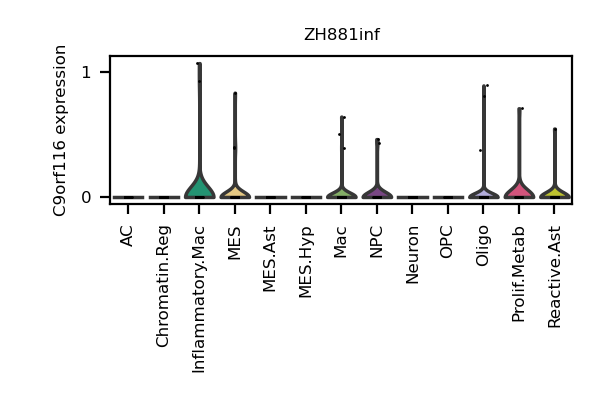 ZH881inf
C9orf116 expression
1
0
AC
Chromatin.Reg
Inflammatory.Mac
MES
MES.Ast
MES.Hyp
Mac
NPC
Neuron
OPC
Oligo
Prolif.Metab
Reactive.Ast